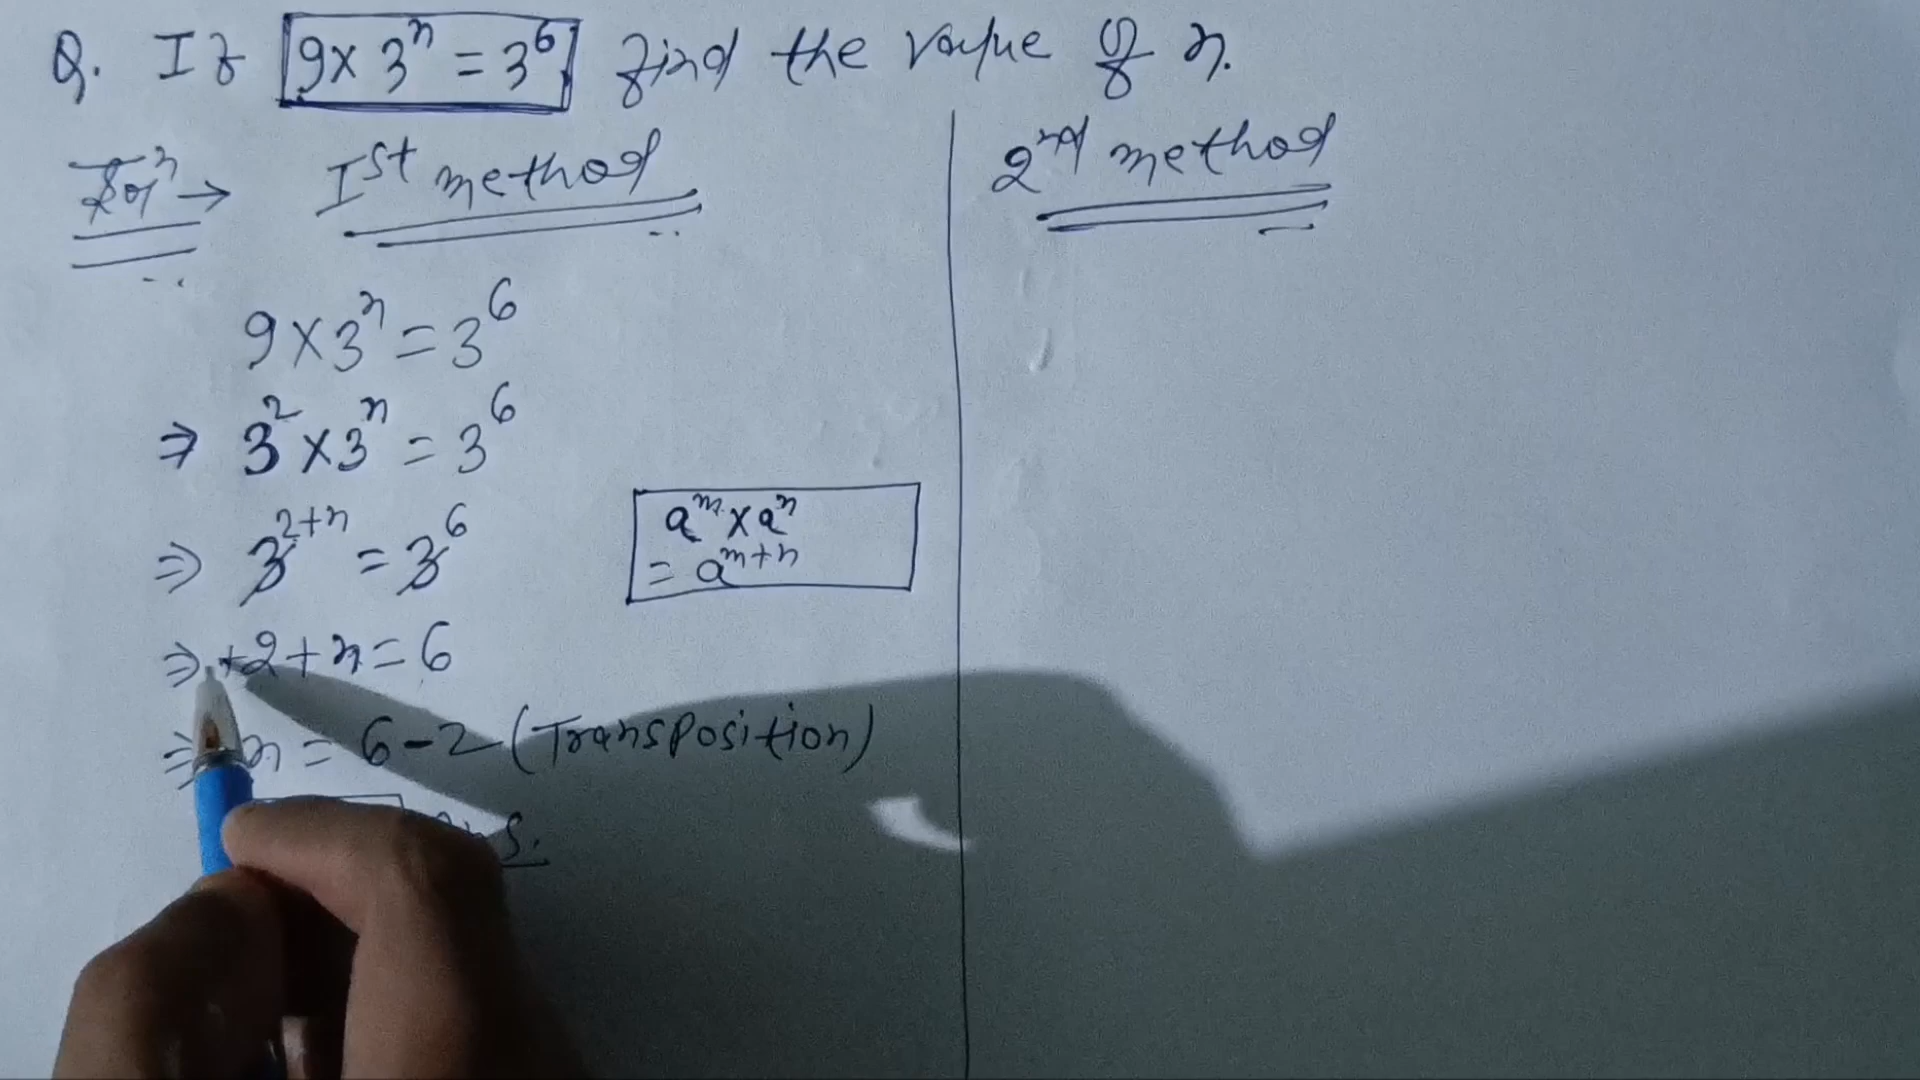 Q. If 9×3ⁿ = 3⁶ find the value of n.
Solⁿ→
Iˢᵗ method
9×3ⁿ = 3⁶
⇒ 3²×3ⁿ = 3⁶
⇒ 3²⁺ⁿ = 3⁶
aᵐ×aⁿ
= aᵐ⁺ⁿ
⇒ +2+n = 6
⇒ n = 6-2 (Transposition)
2ⁿᵈ method